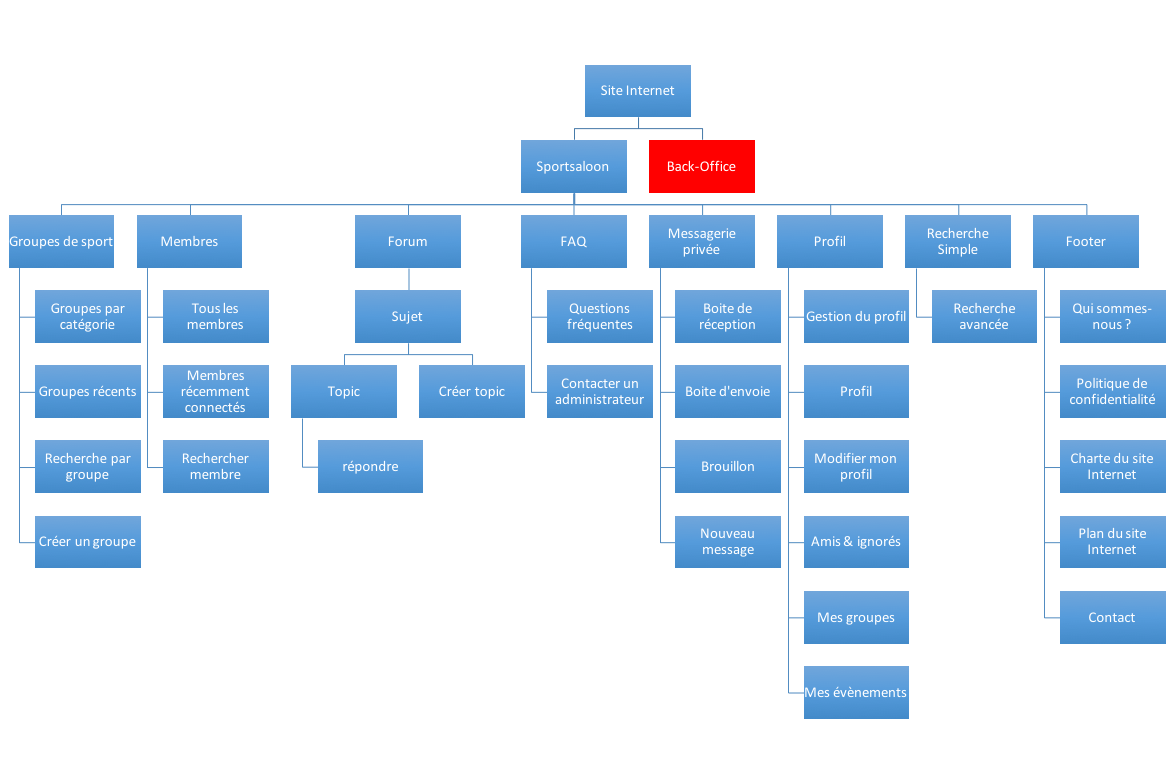 Site Internet
Sportsaloon
Back-Office
Groupes de sport
Membres
Forum
FAQ
Messagerie
privée
Profil
Recherche
Simple
Footer
Groupes par
catégorie
Groupes récents
Recherche par
groupe
Créer un groupe
Tous les
membres
Membres
récemment
connectés
Rechercher
membre
Sujet
Topic
Créer topic
répondre
Questions
fréquentes
Contacter un
administrateur
Boite de
réception
Boite d'envoie
Brouillon
Nouveau
message
Gestion du profil
Profil
Modifier mon
profil
Amis & ignorés
Mes groupes
Mes évènements
Recherche
avancée
Qui sommes-
nous ?
Politique de
confidentialité
Charte du site
Internet
Plan du site
Internet
Contact